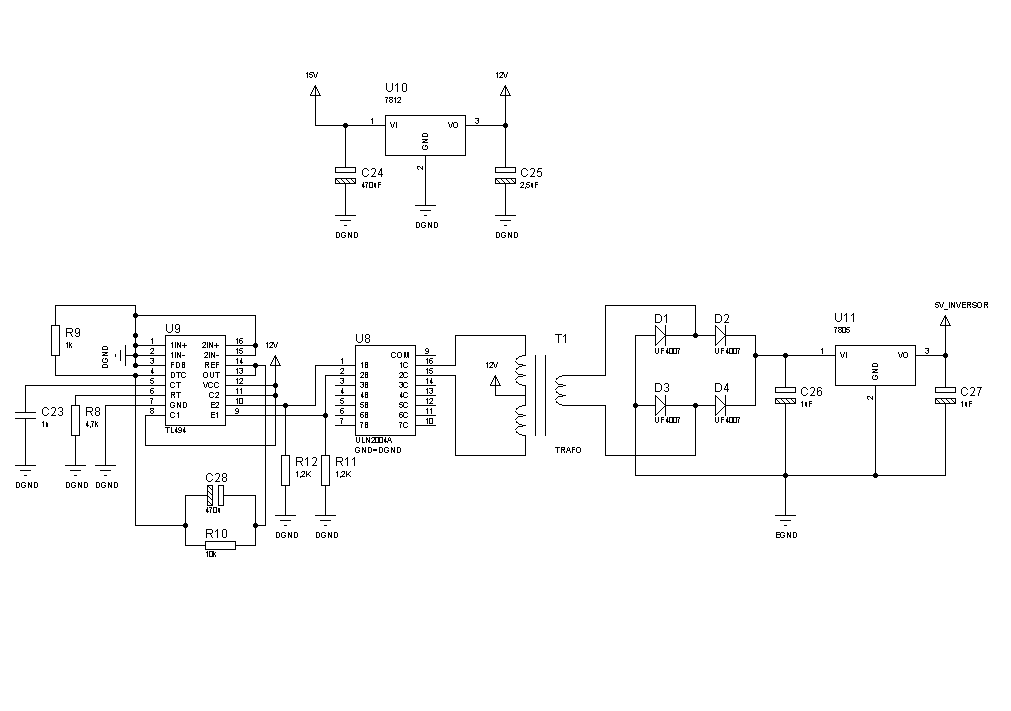 15V
12V
U10
7812
1
VI
VO
3
GND
2
C24
470nF
C25
2,5uF
DGND
DGND
DGND
5V_INVERSOR
R9
1k
DGND
U9
1 1IN+ 2IN+ 16
2 1IN- 2IN- 15
3 FDB REF 14
4 DTC OUT 13
5 CT VCC 12
6 RT C2 11
7 GND E2 10
8 C1 E1 9
TL494
12V
C23
1n
R8
4,7K
DGND
DGND
DGND
U8
COM 9
1 1B 1C 16
2 2B 2C 15
3 3B 3C 14
4 4B 4C 13
5 5B 5C 12
6 6B 6C 11
7 7B 7C 10
ULN2004A
GND=DGND
12V
T1
TRAFO
D1
UF4007
D2
UF4007
D3
UF4007
D4
UF4007
U11
7805
1
VI
VO
3
GND
2
C26
1uF
C27
1uF
R12
1,2K
R11
1,2K
C28
R10
10k
DGND
DGND
EGND